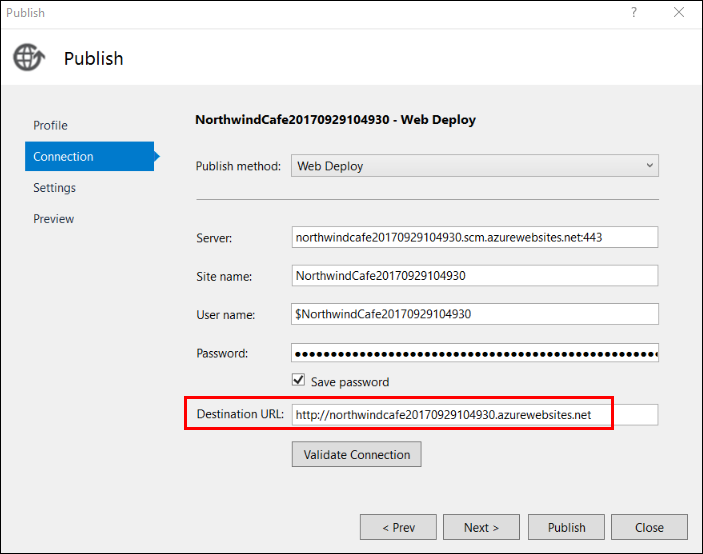 Publish
?
Publish
Profile
Connection
Settings
Preview
NorthwindCafe20170929104930 - Web Deploy
Publish method: Web Deploy
Server: northwindcafe20170929104930.scm.azurewebsites.net:443
Site name: NorthwindCafe20170929104930
User name: $NorthwindCafe20170929104930
Password: ●●●●●●●●●●●●●●●●●●●●●●●●●●●●●●●●●●●●●●●●●●●●●●●●●●
Save password
Destination URL: http://northwindcafe20170929104930.azurewebsites.net
Validate Connection
< Prev Next > Publish Close